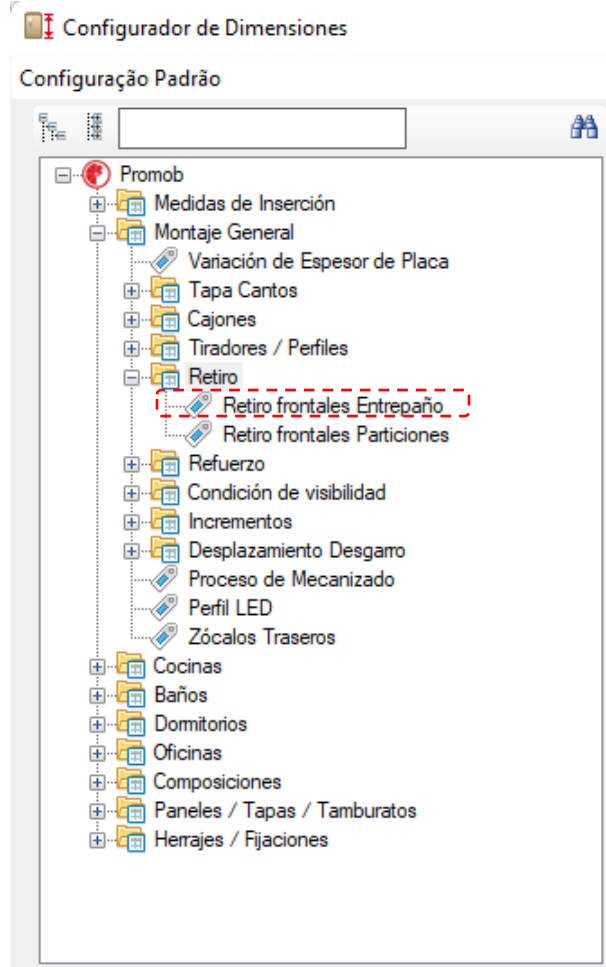 Configurador de Dimensiones
Configuração Padrão
Promob
Medidas de Inserción
Montaje General
Variación de Espesor de Placa
Tapa Cantos
Cajones
Tiradores / Perfiles
Retiro
Retiro frontales Entrepaño
Retiro frontales Particiones
Refuerzo
Condición de visibilidad
Incrementos
Desplazamiento Desgarro
Proceso de Mecanizado
Perfil LED
Zócalos Traseros
Cocinas
Baños
Dormitorios
Oficinas
Composiciones
Paneles / Tapas / Tamburatos
Herrajes / Fijaciones